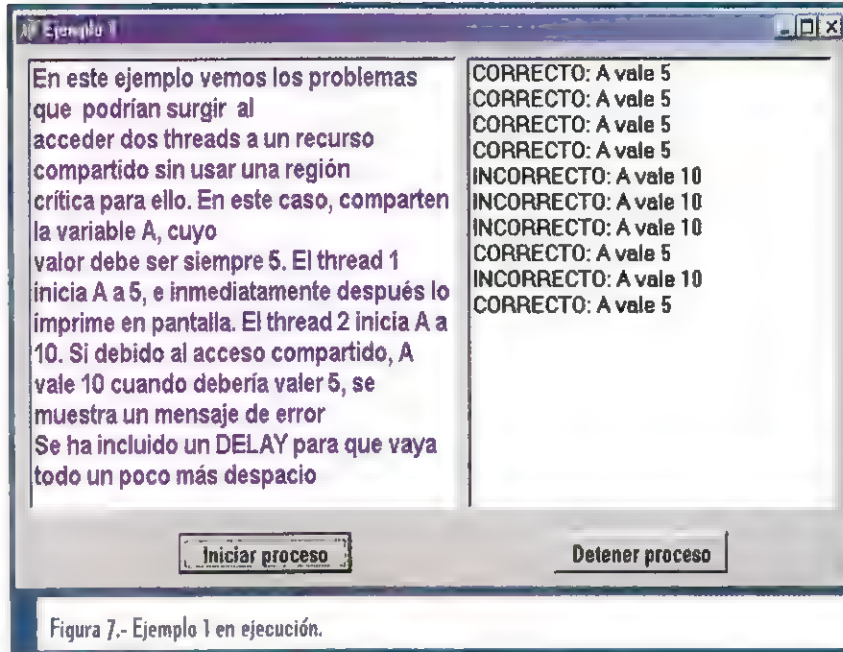 Ejemplo 1
En este ejemplo vemos los problemas
que podrían surgir al
acceder dos threads a un recurso
compartido sin usar una región
crítica para ello. En este caso, comparten
la variable A, cuyo
valor debe ser siempre 5. El thread 1
inicia A a 5, e inmediatamente después lo
imprime en pantalla. El thread 2 inicia A a
10. Si debido al acceso compartido, A
vale 10 cuando debería valer 5, se
muestra un mensaje de error
Se ha incluido un DELAY para que vaya
todo un poco más despacio
CORRECTO: A vale 5
CORRECTO: A vale 5
CORRECTO: A vale 5
CORRECTO: A vale 5
INCORRECTO: A vale 10
INCORRECTO: A vale 10
INCORRECTO: A vale 10
CORRECTO: A vale 5
INCORRECTO: A vale 10
CORRECTO: A vale 5
Iniciar proceso
Detener proceso
Figura 7.- Ejemplo 1 en ejecución.